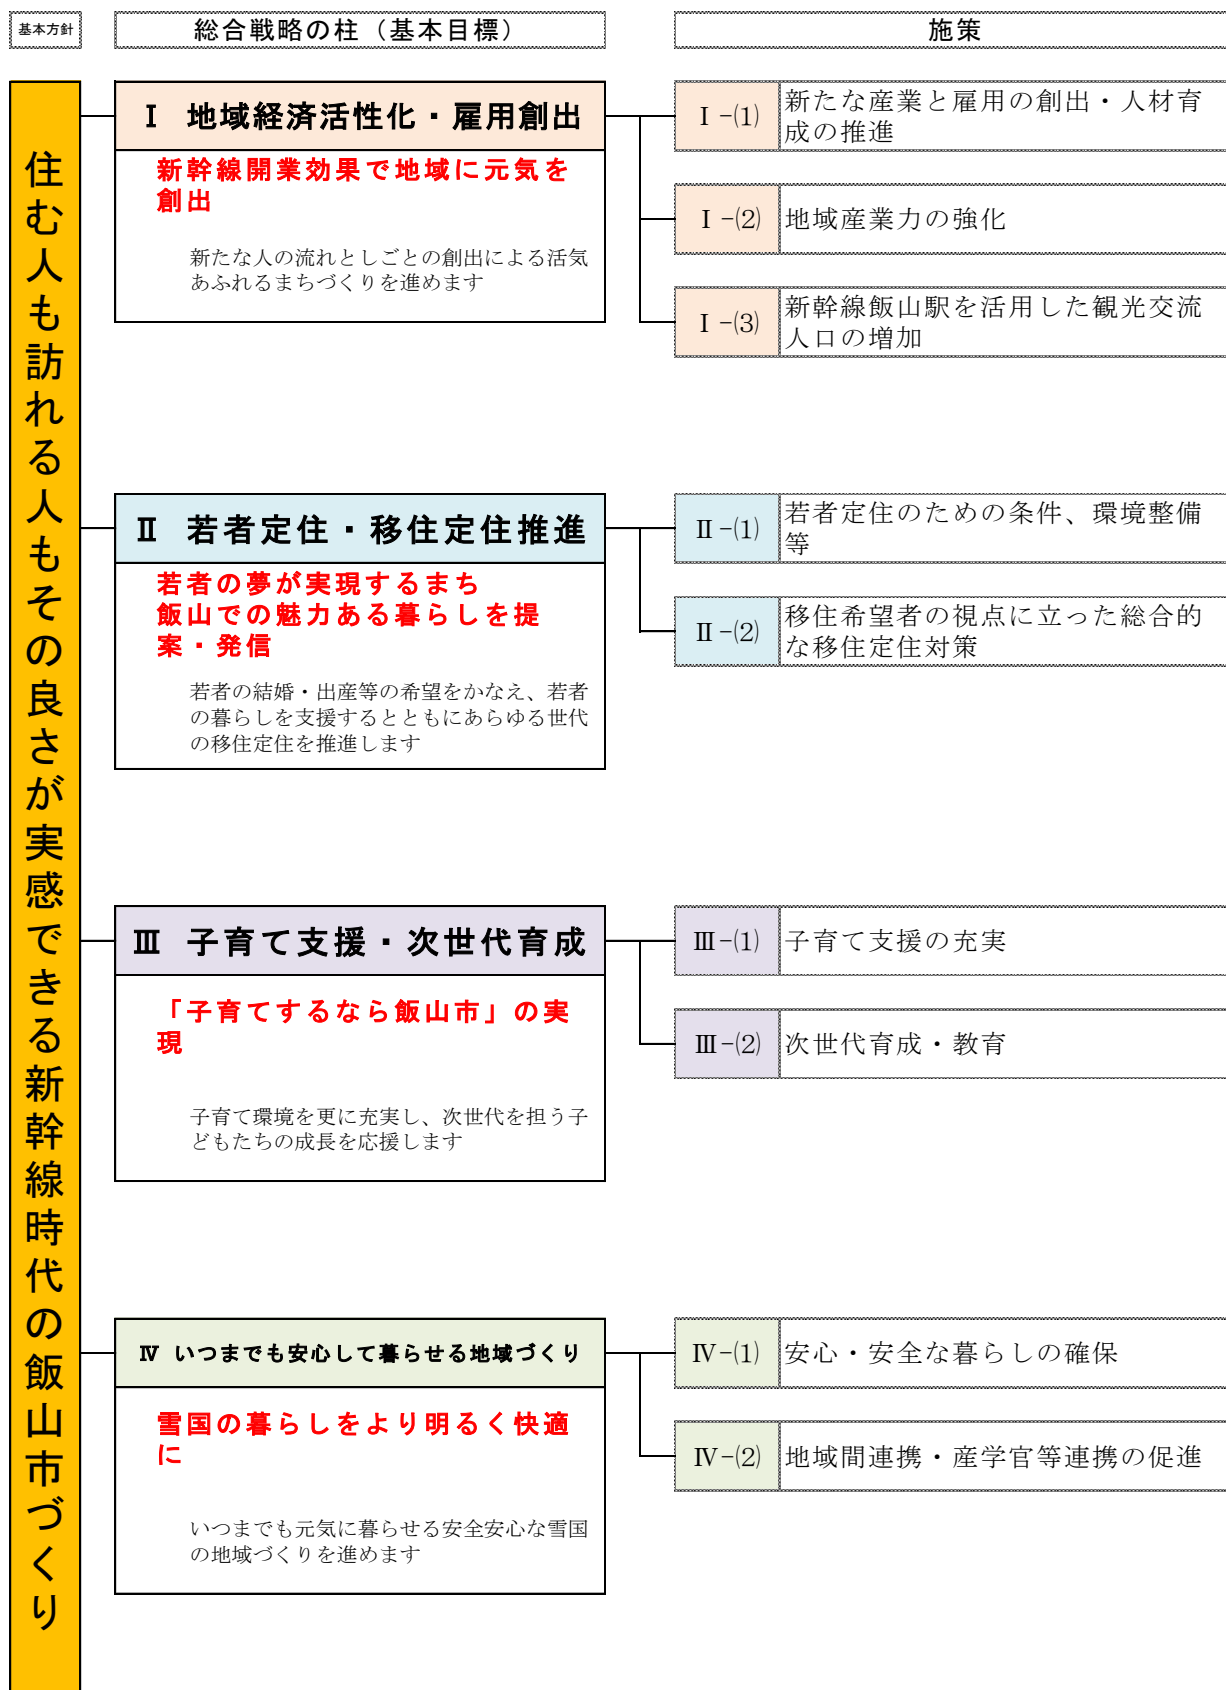 基本方針
総合戦略の柱（基本目標）
施策
住む人も訪れる人もその良さが実感できる新幹線時代の飯山市づくり
Ⅰ 地域経済活性化・雇用創出
新幹線開業効果で地域に元気を
創出
新たな人の流れとしごとの創出による活気
あふれるまちづくりを進めます
Ⅰ-⑴
新たな産業と雇用の創出・人材育
成の推進
Ⅰ-⑵
地域産業力の強化
Ⅰ-⑶
新幹線飯山駅を活用した観光交流
人口の増加
Ⅱ 若者定住・移住定住推進
若者の夢が実現するまち
飯山での魅力ある暮らしを提
案・発信
若者の結婚・出産等の希望をかなえ、若者
の暮らしを支援するとともにあらゆる世代
の移住定住を推進します
Ⅱ-⑴
若者定住のための条件、環境整備
等
Ⅱ-⑵
移住希望者の視点に立った総合的
な移住定住対策
Ⅲ 子育て支援・次世代育成
「子育てするなら飯山市」の実
現
子育て環境を更に充実し、次世代を担う子
どもたちの成長を応援します
Ⅲ-⑴
子育て支援の充実
Ⅲ-⑵
次世代育成・教育
Ⅳ いつまでも安心して暮らせる地域づくり
雪国の暮らしをより明るく快適
に
いつまでも元気に暮らせる安全安心な雪国
の地域づくりを進めます
Ⅳ-⑴
安心・安全な暮らしの確保
Ⅳ-⑵
地域間連携・産学官等連携の促進